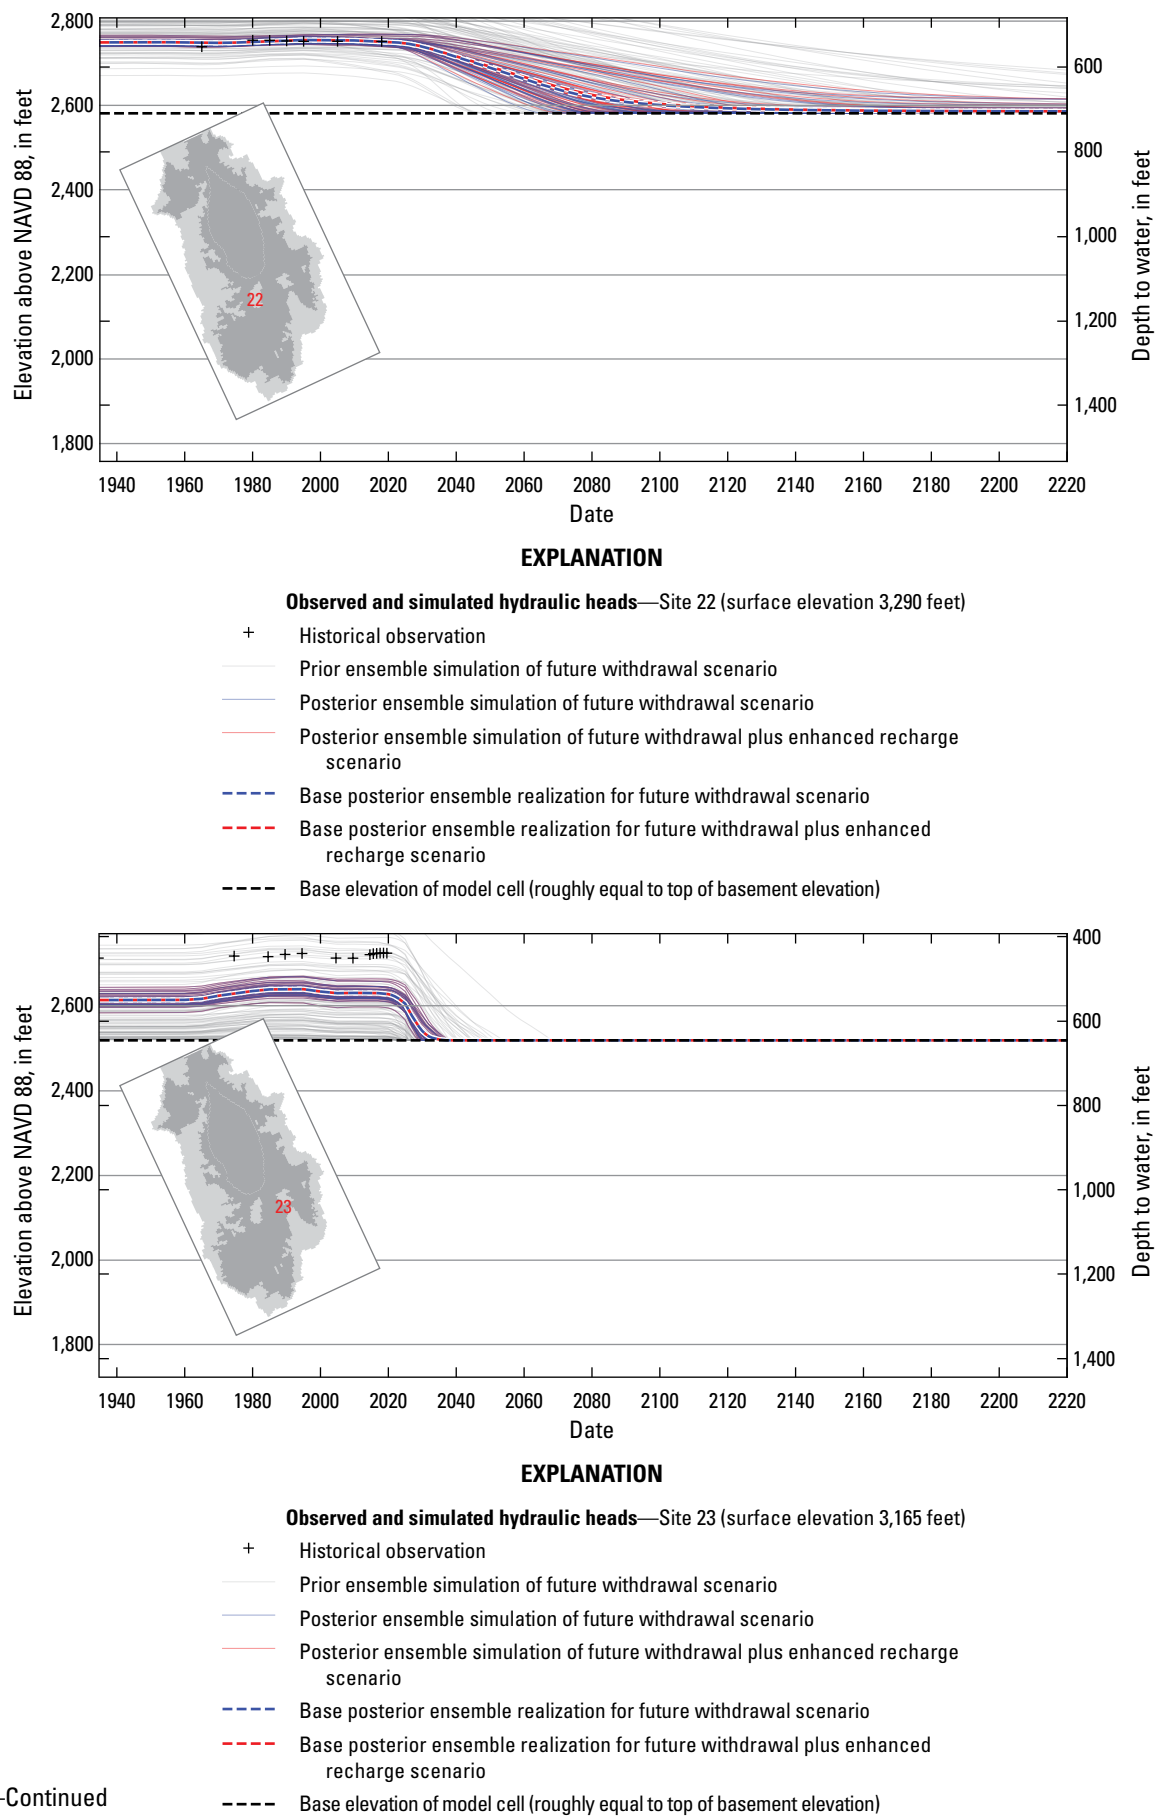 2,800
2,600
2,400
2,200
2,000
1,800
Elevation above NAVD 88, in feet
600
800
1,000
1,200
1,400
Depth to water, in feet
22
1940 1960 1980 2000 2020 2040 2060 2080 2100 2120 2140 2160 2180 2200 2220
Date
EXPLANATION
Observed and simulated hydraulic heads—Site 22 (surface elevation 3,290 feet)
+ Historical observation
Prior ensemble simulation of future withdrawal scenario
Posterior ensemble simulation of future withdrawal scenario
Posterior ensemble simulation of future withdrawal plus enhanced recharge
scenario
Base posterior ensemble realization for future withdrawal scenario
Base posterior ensemble realization for future withdrawal plus enhanced
recharge scenario
Base elevation of model cell (roughly equal to top of basement elevation)
2,600
2,400
2,200
2,000
1,800
Elevation above NAVD 88, in feet
400
600
800
1,000
1,200
1,400
Depth to water, in feet
23
1940 1960 1980 2000 2020 2040 2060 2080 2100 2120 2140 2160 2180 2200 2220
Date
EXPLANATION
Observed and simulated hydraulic heads—Site 23 (surface elevation 3,165 feet)
+ Historical observation
Prior ensemble simulation of future withdrawal scenario
Posterior ensemble simulation of future withdrawal scenario
Posterior ensemble simulation of future withdrawal plus enhanced recharge
scenario
Base posterior ensemble realization for future withdrawal scenario
Base posterior ensemble realization for future withdrawal plus enhanced
recharge scenario
Base elevation of model cell (roughly equal to top of basement elevation)
–Continued